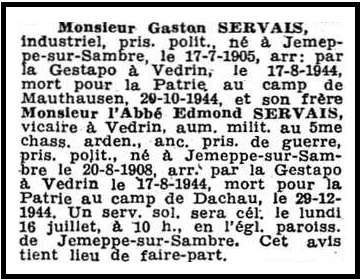 Monsieur Gaston SERVAIS,
industriel, pris. polit., né à Jemep-
pe-sur-Sambre, le 17-7-1905, arr: par
la Gestapo à Vedrin, le 17-8-1944,
mort pour la Patrie au camp de
Mauthausen, 20-10-1944, et son frère
Monsieur l'Abbé Edmond SERVAIS,
vicaire à Vedrin, aum. milit. au 5me
chass. arden., anc. pris. de guerre,
pris. polit., né à Jemeppe-sur-Sam-
bre le 20-8-1908, arr. par la Gestapo
à Vedrin le 17-8-1944, mort pour la
Patrie au camp de Dachau, le 29-12-
1944. Un serv. sol. sera cél. le lundi
16 juillet, à 10 h., en l'égl. paroiss.
de Jemeppe-sur-Sambre. Cet avis
tient lieu de faire-part.